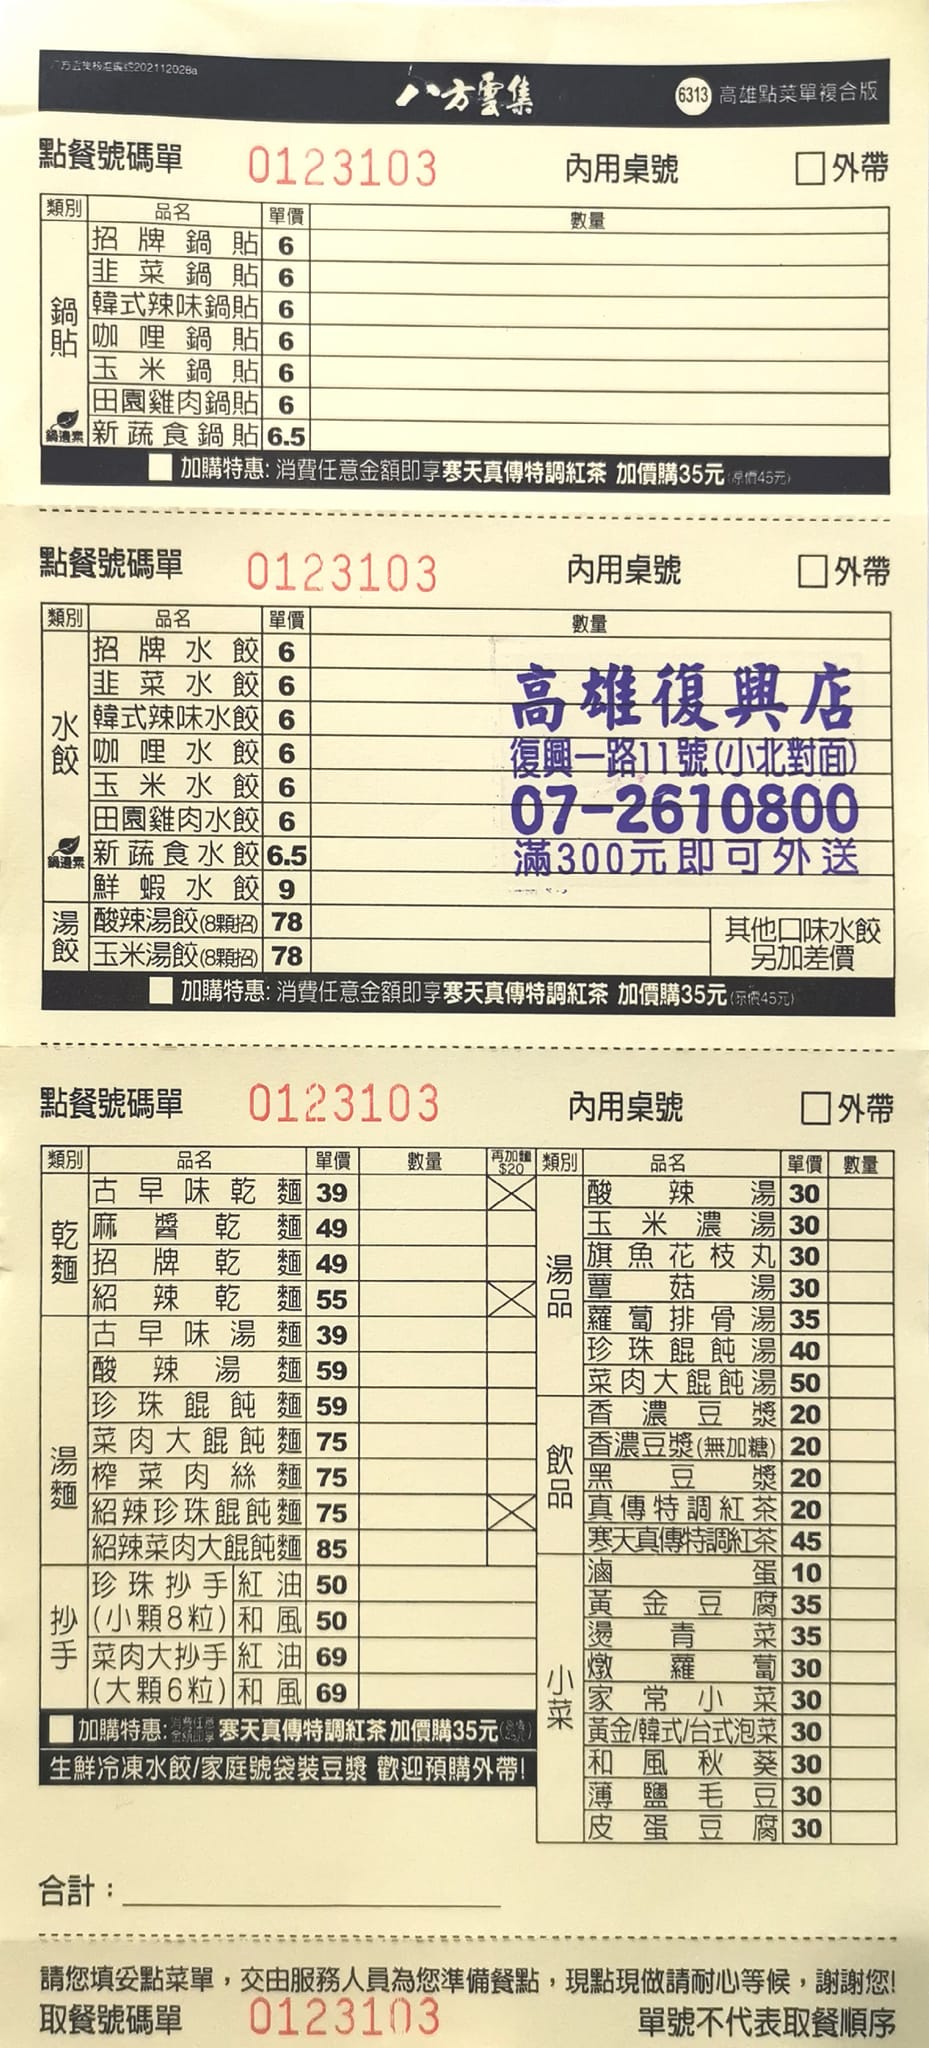 八方雲集核准編號202112028a
八方雲集
6313 高雄點菜單複合版
點餐號碼單 0123103 內用桌號 □外帶
類別 品名 單價 數量
鍋貼
招牌鍋貼 6
韭菜鍋貼 6
韓式辣味鍋貼 6
咖哩鍋貼 6
玉米鍋貼 6
田園雞肉鍋貼 6
鍋邊素 新蔬食鍋貼 6.5
加購特惠:消費任意金額即享寒天真傳特調紅茶 加價購35元(原價45元)
點餐號碼單 0123103 內用桌號 □外帶
類別 品名 單價 數量
水餃
招牌水餃 6
韭菜水餃 6
韓式辣味水餃 6
咖哩水餃 6
玉米水餃 6
田園雞肉水餃 6
鍋邊素 新蔬食水餃 6.5
鮮蝦水餃 9
高雄復興店
復興一路11號(小北對面)
07-2610800
滿300元即可外送
湯餃
酸辣湯餃(8顆招) 78
玉米湯餃(8顆招) 78
其他口味水餃
另加差價
加購特惠:消費任意金額即享寒天真傳特調紅茶 加價購35元(原價45元)
點餐號碼單 0123103 內用桌號 □外帶
類別 品名 單價 數量 再加麵$20
乾麵
古早味乾麵 39
麻醬乾麵 49
招牌乾麵 49
紹辣乾麵 55
湯麵
古早味湯麵 39
酸辣湯麵 59
珍珠餛飩麵 59
菜肉大餛飩麵 75
榨菜肉絲麵 75
紹辣珍珠餛飩麵 75
紹辣菜肉大餛飩麵 85
抄手
珍珠抄手 紅油 50
(小顆8粒) 和風 50
菜肉大抄手 紅油 69
(大顆6粒) 和風 69
加購特惠:消費任意金額即享 寒天真傳特調紅茶 加價購35元
生鮮冷凍水餃/家庭號袋裝豆漿 歡迎預購外帶!
類別 品名 單價 數量
湯品
酸辣湯 30
玉米濃湯 30
旗魚花枝丸 30
蕈菇湯 30
蘿蔔排骨湯 35
珍珠餛飩湯 40
菜肉大餛飩湯 50
飲品
香濃豆漿 20
香濃豆漿(無加糖) 20
黑豆漿 20
真傳特調紅茶 20
寒天真傳特調紅茶 45
小菜
滷蛋 10
黃金豆腐 35
燙青菜 35
燉蘿蔔 30
家常小菜 30
黃金/韓式/台式泡菜 30
和風秋葵 30
薄鹽毛豆 30
皮蛋豆腐 30
合計:
請您填妥點菜單,交由服務人員為您準備餐點,現點現做請耐心等候,謝謝您!
取餐號碼單 0123103 單號不代表取餐順序